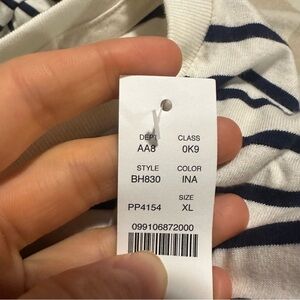 DEPT CLASS
AA8 0K9
STYLE COLOR
BH830 INA
SIZE
PP4154 XL
099106872000